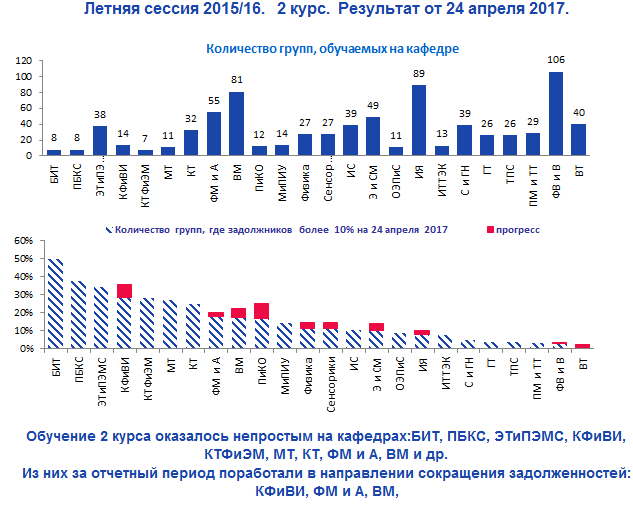 Летняя сессия 2015/16. 2 курс. Результат от 24 апреля 2017.
Количество групп, обучаемых на кафедре
120
100
80
60
40
20
0
8 8 38 14 7 11 32 55 81 12 14 27 27 39 49 11 89 13 39 26 26 29 106 40
БИТ ПБКС ЭТиПЭ... КФиВИ КТФиЭМ МТ КТ ФМ и А ВМ ПиКО МиПИУ Физика Сенсор... ИС Э и СМ ОЭПиС ИЯ ИТТЭК С и ГН ГТ ТПС ПМ и ТТ ФВ и В ВТ
Количество групп, где задолжников более 10% на 24 апреля 2017 прогресс
60%
50%
40%
30%
20%
10%
0%
БИТ ПБКС ЭТиПЭМС КФиВИ КТФиЭМ МТ КТ ФМ и А ВМ ПиКО МиПИУ Физика Сенсорики ИС Э и СМ ОЭПиС ИЯ ИТТЭК С и ГН ГТ ТПС ПМ и ТТ ФВ и В ВТ
Обучение 2 курса оказалось непростым на кафедрах:БИТ, ПБКС, ЭТиПЭМС, КФиВИ,
КТФиЭМ, МТ, КТ, ФМ и А, ВМ и др.
Из них за отчетный период поработали в направлении сокращения задолженностей:
КФиВИ, ФМ и А, ВМ,